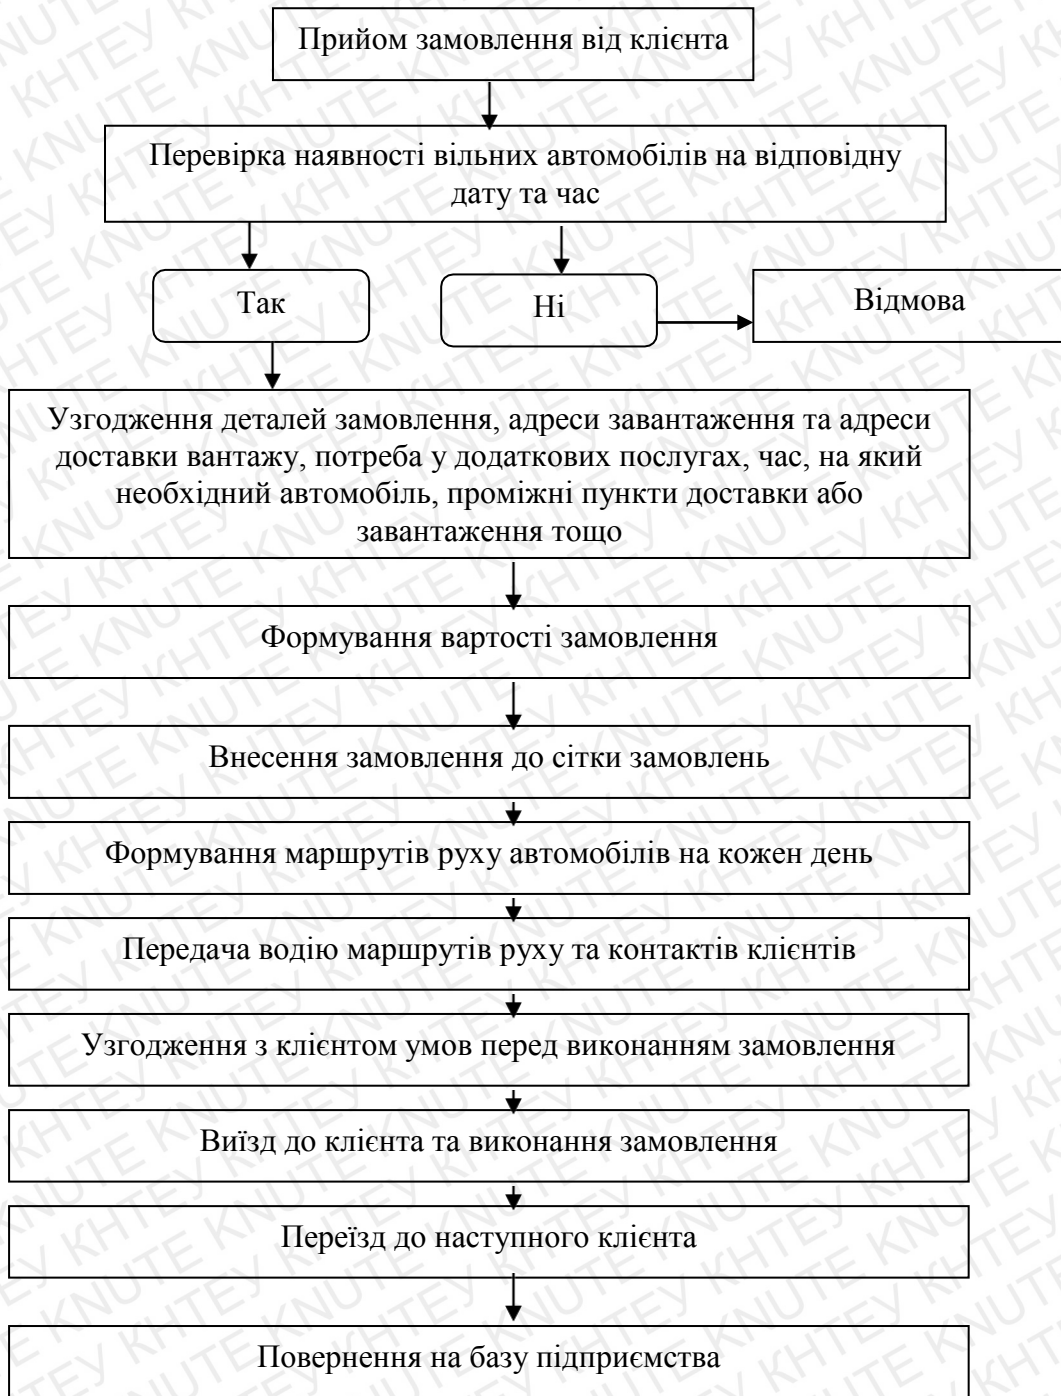 Прийом замовлення від клієнта
Перевірка наявності вільних автомобілів на відповідну
дату та час
Так
Ні
Відмова
Узгодження деталей замовлення, адреси завантаження та адреси
доставки вантажу, потреба у додаткових послугах, час, на який
необхідний автомобіль, проміжні пункти доставки або
завантаження тощо
Формування вартості замовлення
Внесення замовлення до сітки замовлень
Формування маршрутів руху автомобілів на кожен день
Передача водію маршрутів руху та контактів клієнтів
Узгодження з клієнтом умов перед виконанням замовлення
Виїзд до клієнта та виконання замовлення
Переїзд до наступного клієнта
Повернення на базу підприємства